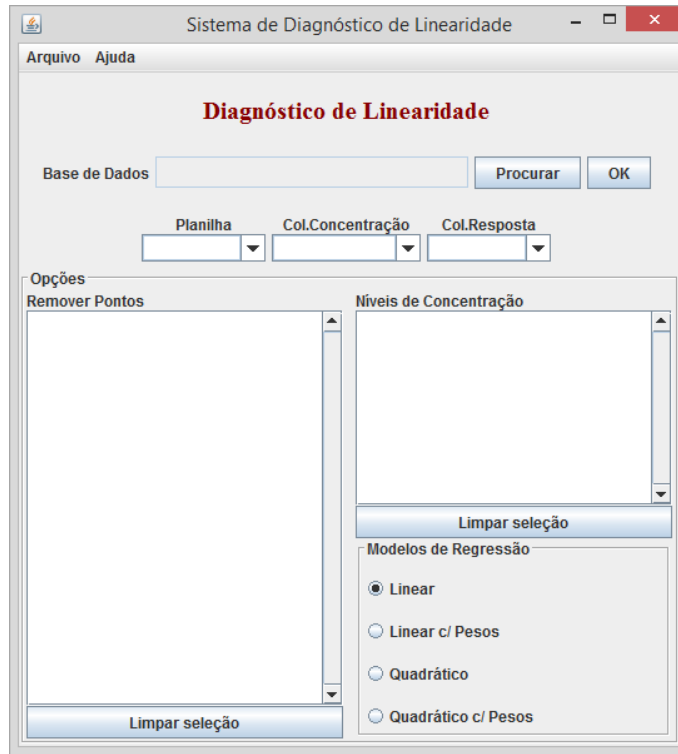 Sistema de Diagnóstico de Linearidade
Arquivo Ajuda
Diagnóstico de Linearidade
Base de Dados Procurar OK
Planilha Col.Concentração Col.Resposta
Opções
Remover Pontos Níveis de Concentração
Limpar seleção
Modelos de Regressão
Linear
Linear c/ Pesos
Quadrático
Quadrático c/ Pesos
Limpar seleção